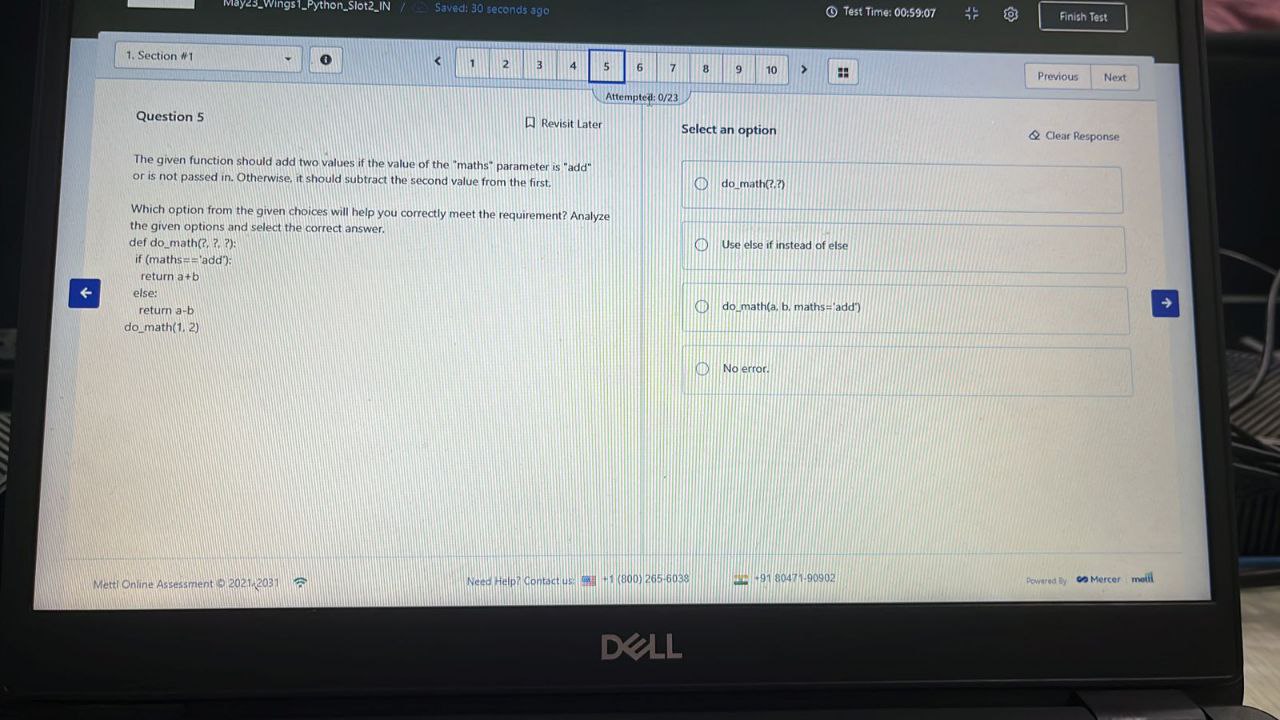 May23_Wings1_Python_Slot2_IN / Saved: 30 seconds ago
Test Time: 00:59:07
Finish Test
1. Section #1
1 2 3 4 5 6 7 8 9 10
Previous Next
Attempted: 0/23
Question 5
Revisit Later
The given function should add two values if the value of the "maths" parameter is "add"
or is not passed in. Otherwise, it should subtract the second value from the first.
Which option from the given choices will help you correctly meet the requirement? Analyze
the given options and select the correct answer.
def do_math(?, ?, ?):
if (maths=='add'):
return a+b
else:
return a-b
do_math(1, 2)
Select an option
Clear Response
do_math(?,?)
Use else if instead of else
do_math(a, b, maths='add')
No error.
Mettl Online Assessment © 2021-2031
Need Help? Contact us: +1 (800) 265-6038
+91 80471-90902
Powered By Mercer mettl
DELL